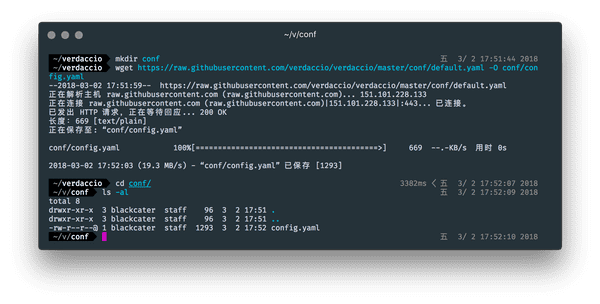 ~/v/conf
~/verdaccio mkdir conf 五 3/ 2 17:51:44 2018
~/verdaccio wget https://raw.githubusercontent.com/verdaccio/verdaccio/master/conf/default.yaml -O conf/con
fig.yaml
--2018-03-02 17:51:59-- https://raw.githubusercontent.com/verdaccio/verdaccio/master/conf/default.yaml
正在解析主机 raw.githubusercontent.com (raw.githubusercontent.com)... 151.101.228.133
正在连接 raw.githubusercontent.com (raw.githubusercontent.com)|151.101.228.133|:443... 已连接。
已发出 HTTP 请求，正在等待回应... 200 OK
长度：669 [text/plain]
正在保存至: “conf/config.yaml”
conf/config.yaml 100%[======================================>] 669 --.-KB/s 用时 0s
2018-03-02 17:52:03 (19.3 MB/s) - “conf/config.yaml” 已保存 [1293]
~/verdaccio cd conf/ 3382ms < 五 3/ 2 17:52:07 2018
~/v/conf ls -al 五 3/ 2 17:52:09 2018
total 8
drwxr-xr-x 3 blackcater staff 96 3 2 17:51 .
drwxr-xr-x 3 blackcater staff 96 3 2 17:51 ..
-rw-r--r--@ 1 blackcater staff 1293 3 2 17:52 config.yaml
~/v/conf 五 3/ 2 17:52:10 2018